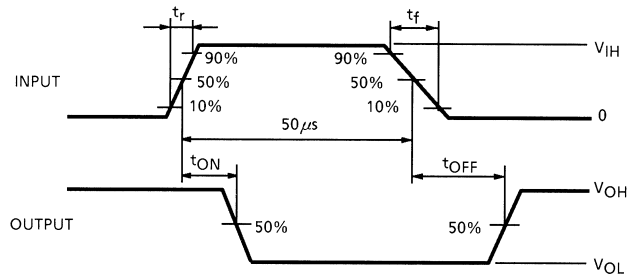 tr
tf
VIH
90%
90%
INPUT
50%
50%
10%
10%
0
50μs
tON
tOFF
VOH
OUTPUT
50%
50%
VOL